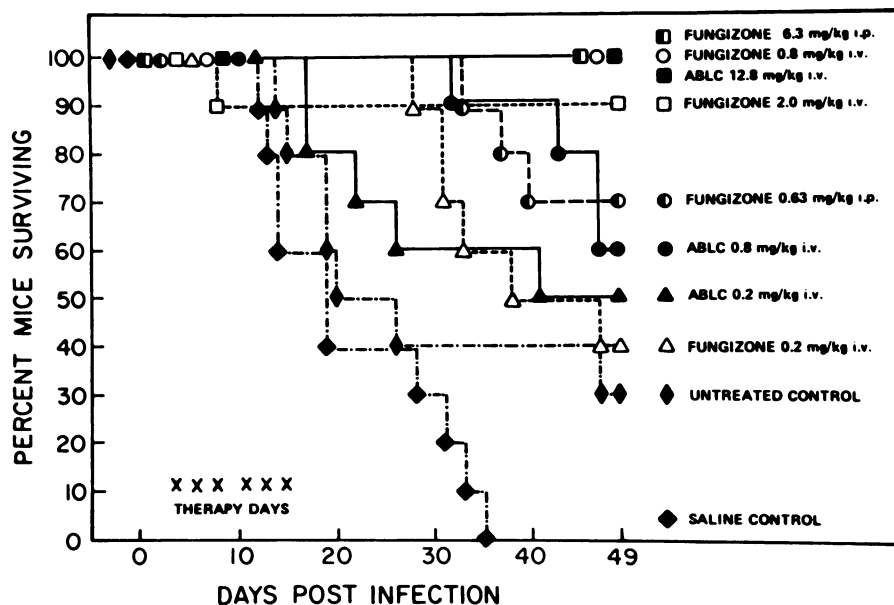 FUNGIZONE 6.3 mg/kg i.p.
FUNGIZONE 0.8 mg/kg i.v.
ABLC 12.8 mg/kg i.v.
FUNGIZONE 2.0 mg/kg i.v.
FUNGIZONE 0.63 mg/kg i.p.
ABLC 0.8 mg/kg i.v.
ABLC 0.2 mg/kg i.v.
FUNGIZONE 0.2 mg/kg i.v.
UNTREATED CONTROL
SALINE CONTROL
PERCENT MICE SURVIVING
100
90
80
70
60
50
40
30
20
10
0
X X X X X X
THERAPY DAYS
0 10 20 30 40 49
DAYS POST INFECTION